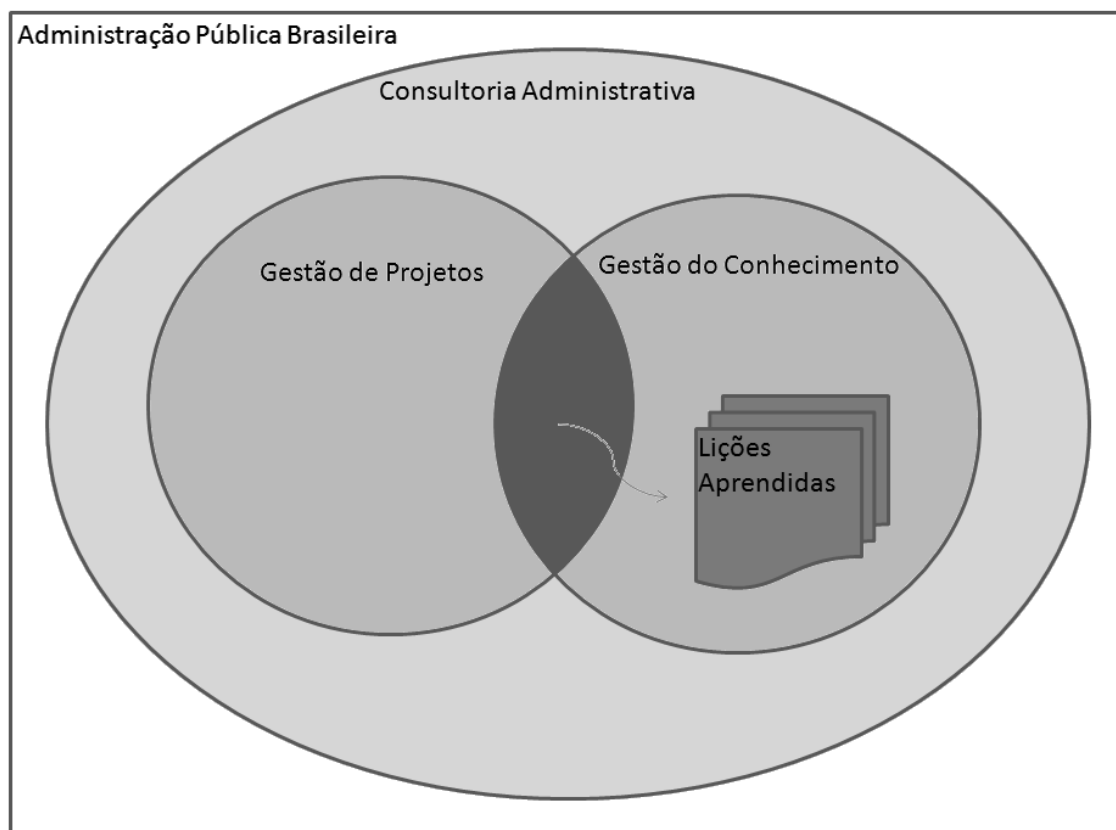 Administração Pública Brasileira
Consultoria Administrativa
Gestão de Projetos
Gestão do Conhecimento
Lições
Aprendidas